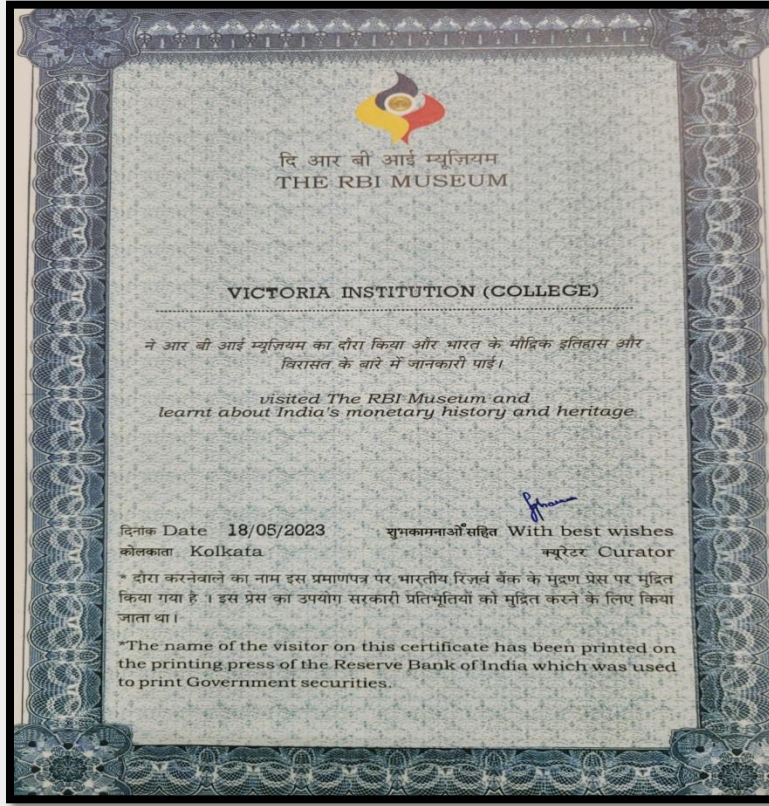 दि आर बी आई म्यूज़ियम
THE RBI MUSEUM
VICTORIA INSTITUTION (COLLEGE)
ने आर बी आई म्यूज़ियम का दौरा किया और भारत के मौद्रिक इतिहास और
विरासत के बारे में जानकारी पाई।
visited The RBI Museum and
learnt about India's monetary history and heritage
दिनांक Date 18/05/2023 शुभकामनाओं सहित With best wishes
कोलकाता Kolkata क्यूरेटर Curator
* दौरा करनेवाले का नाम इस प्रमाणपत्र पर भारतीय रिज़र्व बैंक के मुद्रण प्रेस पर मुद्रित
किया गया है । इस प्रेस का उपयोग सरकारी प्रतिभूतियों को मुद्रित करने के लिए किया
जाता था।
*The name of the visitor on this certificate has been printed on
the printing press of the Reserve Bank of India which was used
to print Government securities.